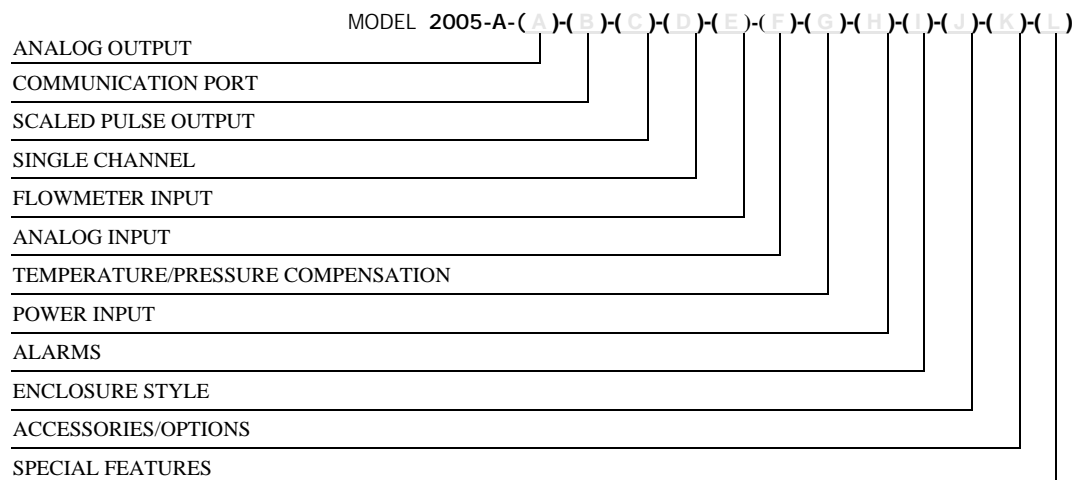 MODEL 2005-A-( A )-( B )-( C )-( D )-( E )-( F )-( G )-( H )-( I )-( J )-( K )-( L )
ANALOG OUTPUT
COMMUNICATION PORT
SCALED PULSE OUTPUT
SINGLE CHANNEL
FLOWMETER INPUT
ANALOG INPUT
TEMPERATURE/PRESSURE COMPENSATION
POWER INPUT
ALARMS
ENCLOSURE STYLE
ACCESSORIES/OPTIONS
SPECIAL FEATURES